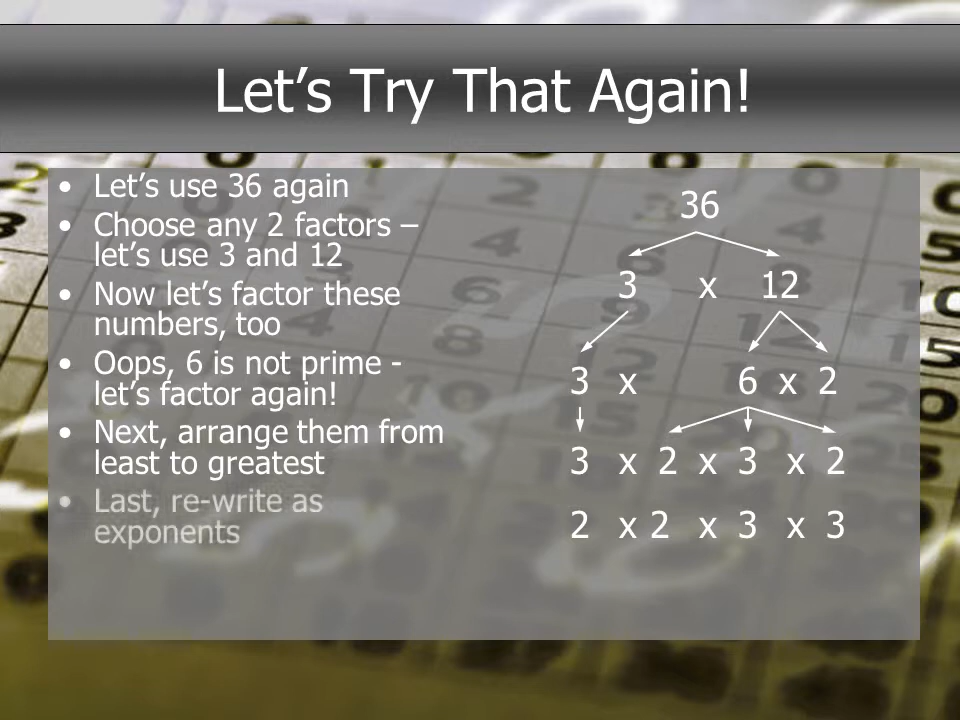 Let’s Try That Again!
• Let’s use 36 again
• Choose any 2 factors –
let’s use 3 and 12
• Now let’s factor these
numbers, too
• Oops, 6 is not prime -
let’s factor again!
• Next, arrange them from
least to greatest
• Last, re-write as
exponents
36
3 x 12
3 x 6 x 2
3 x 2 x 3 x 2
2 x 2 x 3 x 3